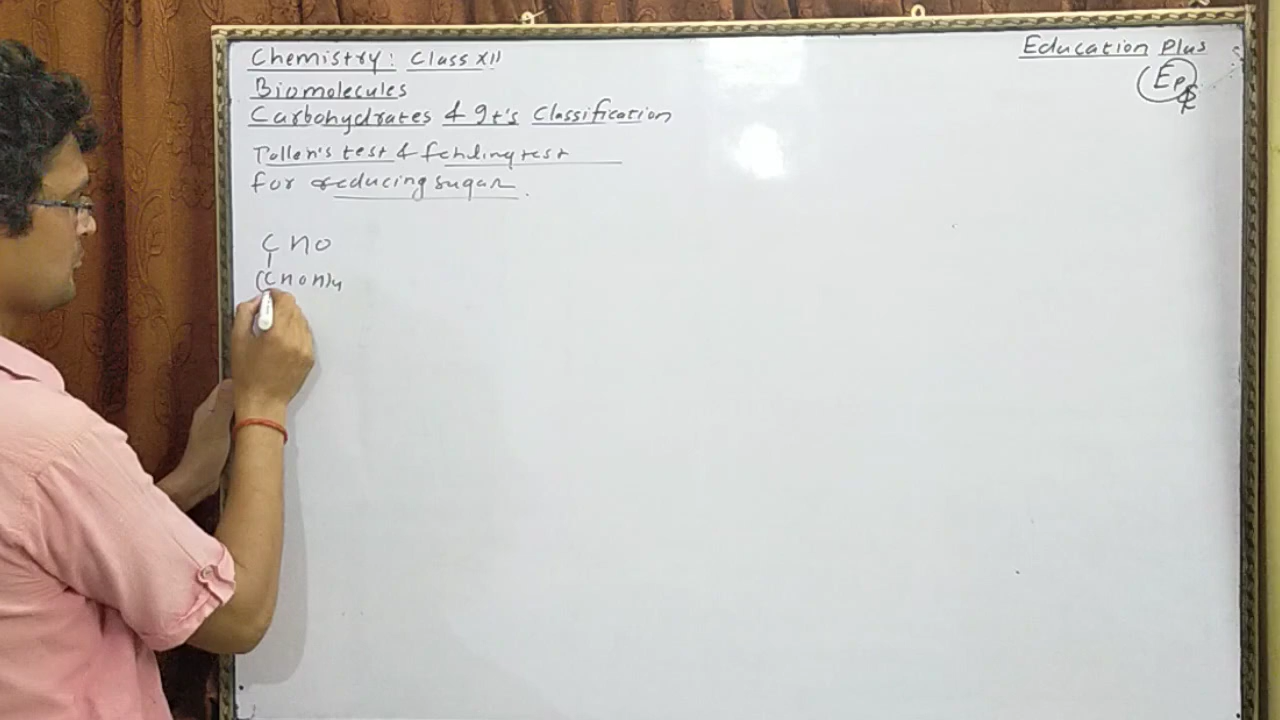 Chemistry: Class XII
Education Plus
Ep
Biomolecules
Carbohydrates & It's Classification
Tollen's test & fehling test
for reducing sugar.
CHO
(CHOH)4